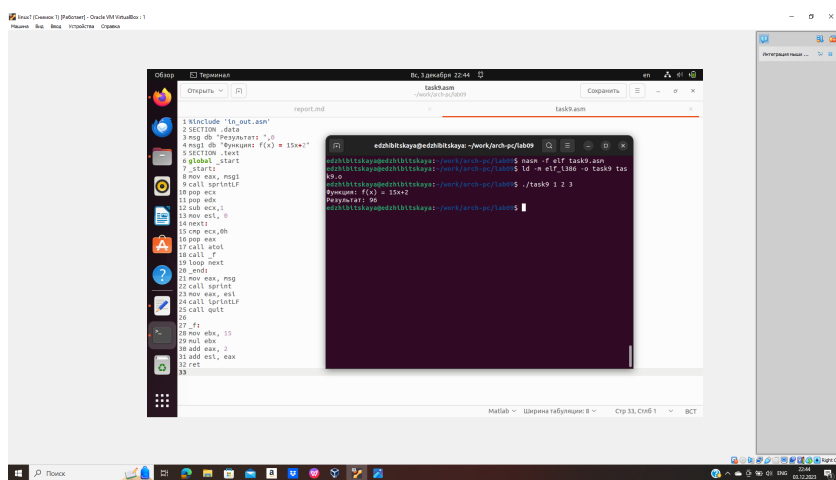 linux7 (Снимок 1) [Работает] - Oracle VM VirtualBox : 1
Машина Вид Ввод Устройства Справка
Обзор Терминал Вс, 3 декабря 22:44 en
Открыть task9.asm Сохранить
~/work/arch-pc/lab09
report.md task9.asm
1 %include 'in_out.asm'
2 SECTION .data
3 msg db "Результат: ",0
4 msg1 db "Функция: f(x) = 15x+2"
5 SECTION .text
6 global _start
7 _start:
8 mov eax, msg1
9 call sprintLF
10 pop ecx
11 pop edx
12 sub ecx,1
13 mov esi, 0
14 next:
15 cmp ecx,0h
16 pop eax
17 call atoi
18 call _f
19 loop next
20 _end:
21 mov eax, msg
22 call sprint
23 mov eax, esi
24 call iprintLF
25 call quit
26
27 _f:
28 mov ebx, 15
29 mul ebx
30 add eax, 2
31 add esi, eax
32 ret
33
edzhibitskaya@edzhibitskaya: ~/work/arch-pc/lab09
edzhibitskaya@edzhibitskaya:~/work/arch-pc/lab09$ nasm -f elf task9.asm
edzhibitskaya@edzhibitskaya:~/work/arch-pc/lab09$ ld -m elf_i386 -o task9 tas
k9.o
edzhibitskaya@edzhibitskaya:~/work/arch-pc/lab09$ ./task9 1 2 3
Функция: f(x) = 15x+2
Результат: 96
edzhibitskaya@edzhibitskaya:~/work/arch-pc/lab09$
Matlab Ширина табуляции: 8 Стр 33, Стлб 1 ВСТ
Интеграция мыши ...
Right C
Поиск
ENG 22:44
03.12.2023